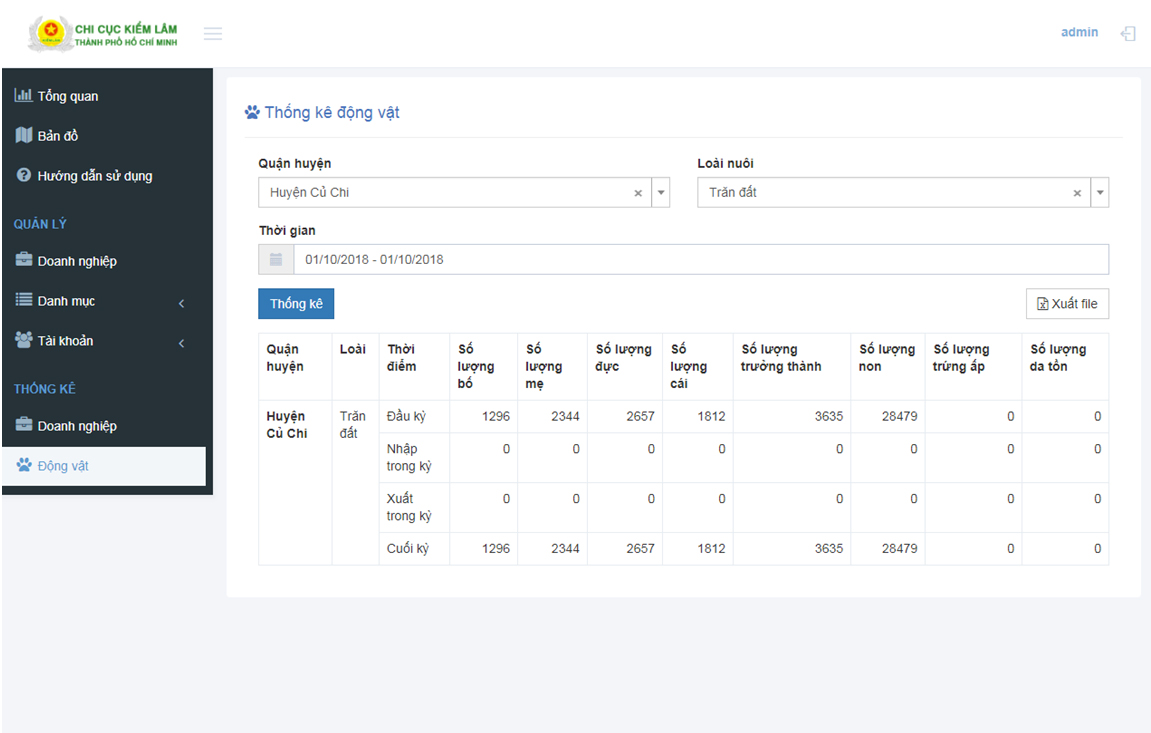 CHI CỤC KIỂM LÂM
THÀNH PHỐ HỒ CHÍ MINH
admin
Tổng quan
Bản đồ
Hướng dẫn sử dụng
QUẢN LÝ
Doanh nghiệp
Danh mục
Tài khoản
THỐNG KÊ
Doanh nghiệp
Động vật
Thống kê động vật
Quận huyện
Loài nuôi
Huyện Củ Chi ×
Trăn đất ×
Thời gian
01/10/2018 - 01/10/2018
Thống kê
Xuất file
Quận huyện Loài Thời điểm Số lượng bố Số lượng mẹ Số lượng đực Số lượng cái Số lượng trưởng thành Số lượng non Số lượng trứng ấp Số lượng da tồn
Huyện Củ Chi Trăn đất Đầu kỳ 1296 2344 2657 1812 3635 28479 0 0
Nhập trong kỳ 0 0 0 0 0 0 0 0
Xuất trong kỳ 0 0 0 0 0 0 0 0
Cuối kỳ 1296 2344 2657 1812 3635 28479 0 0